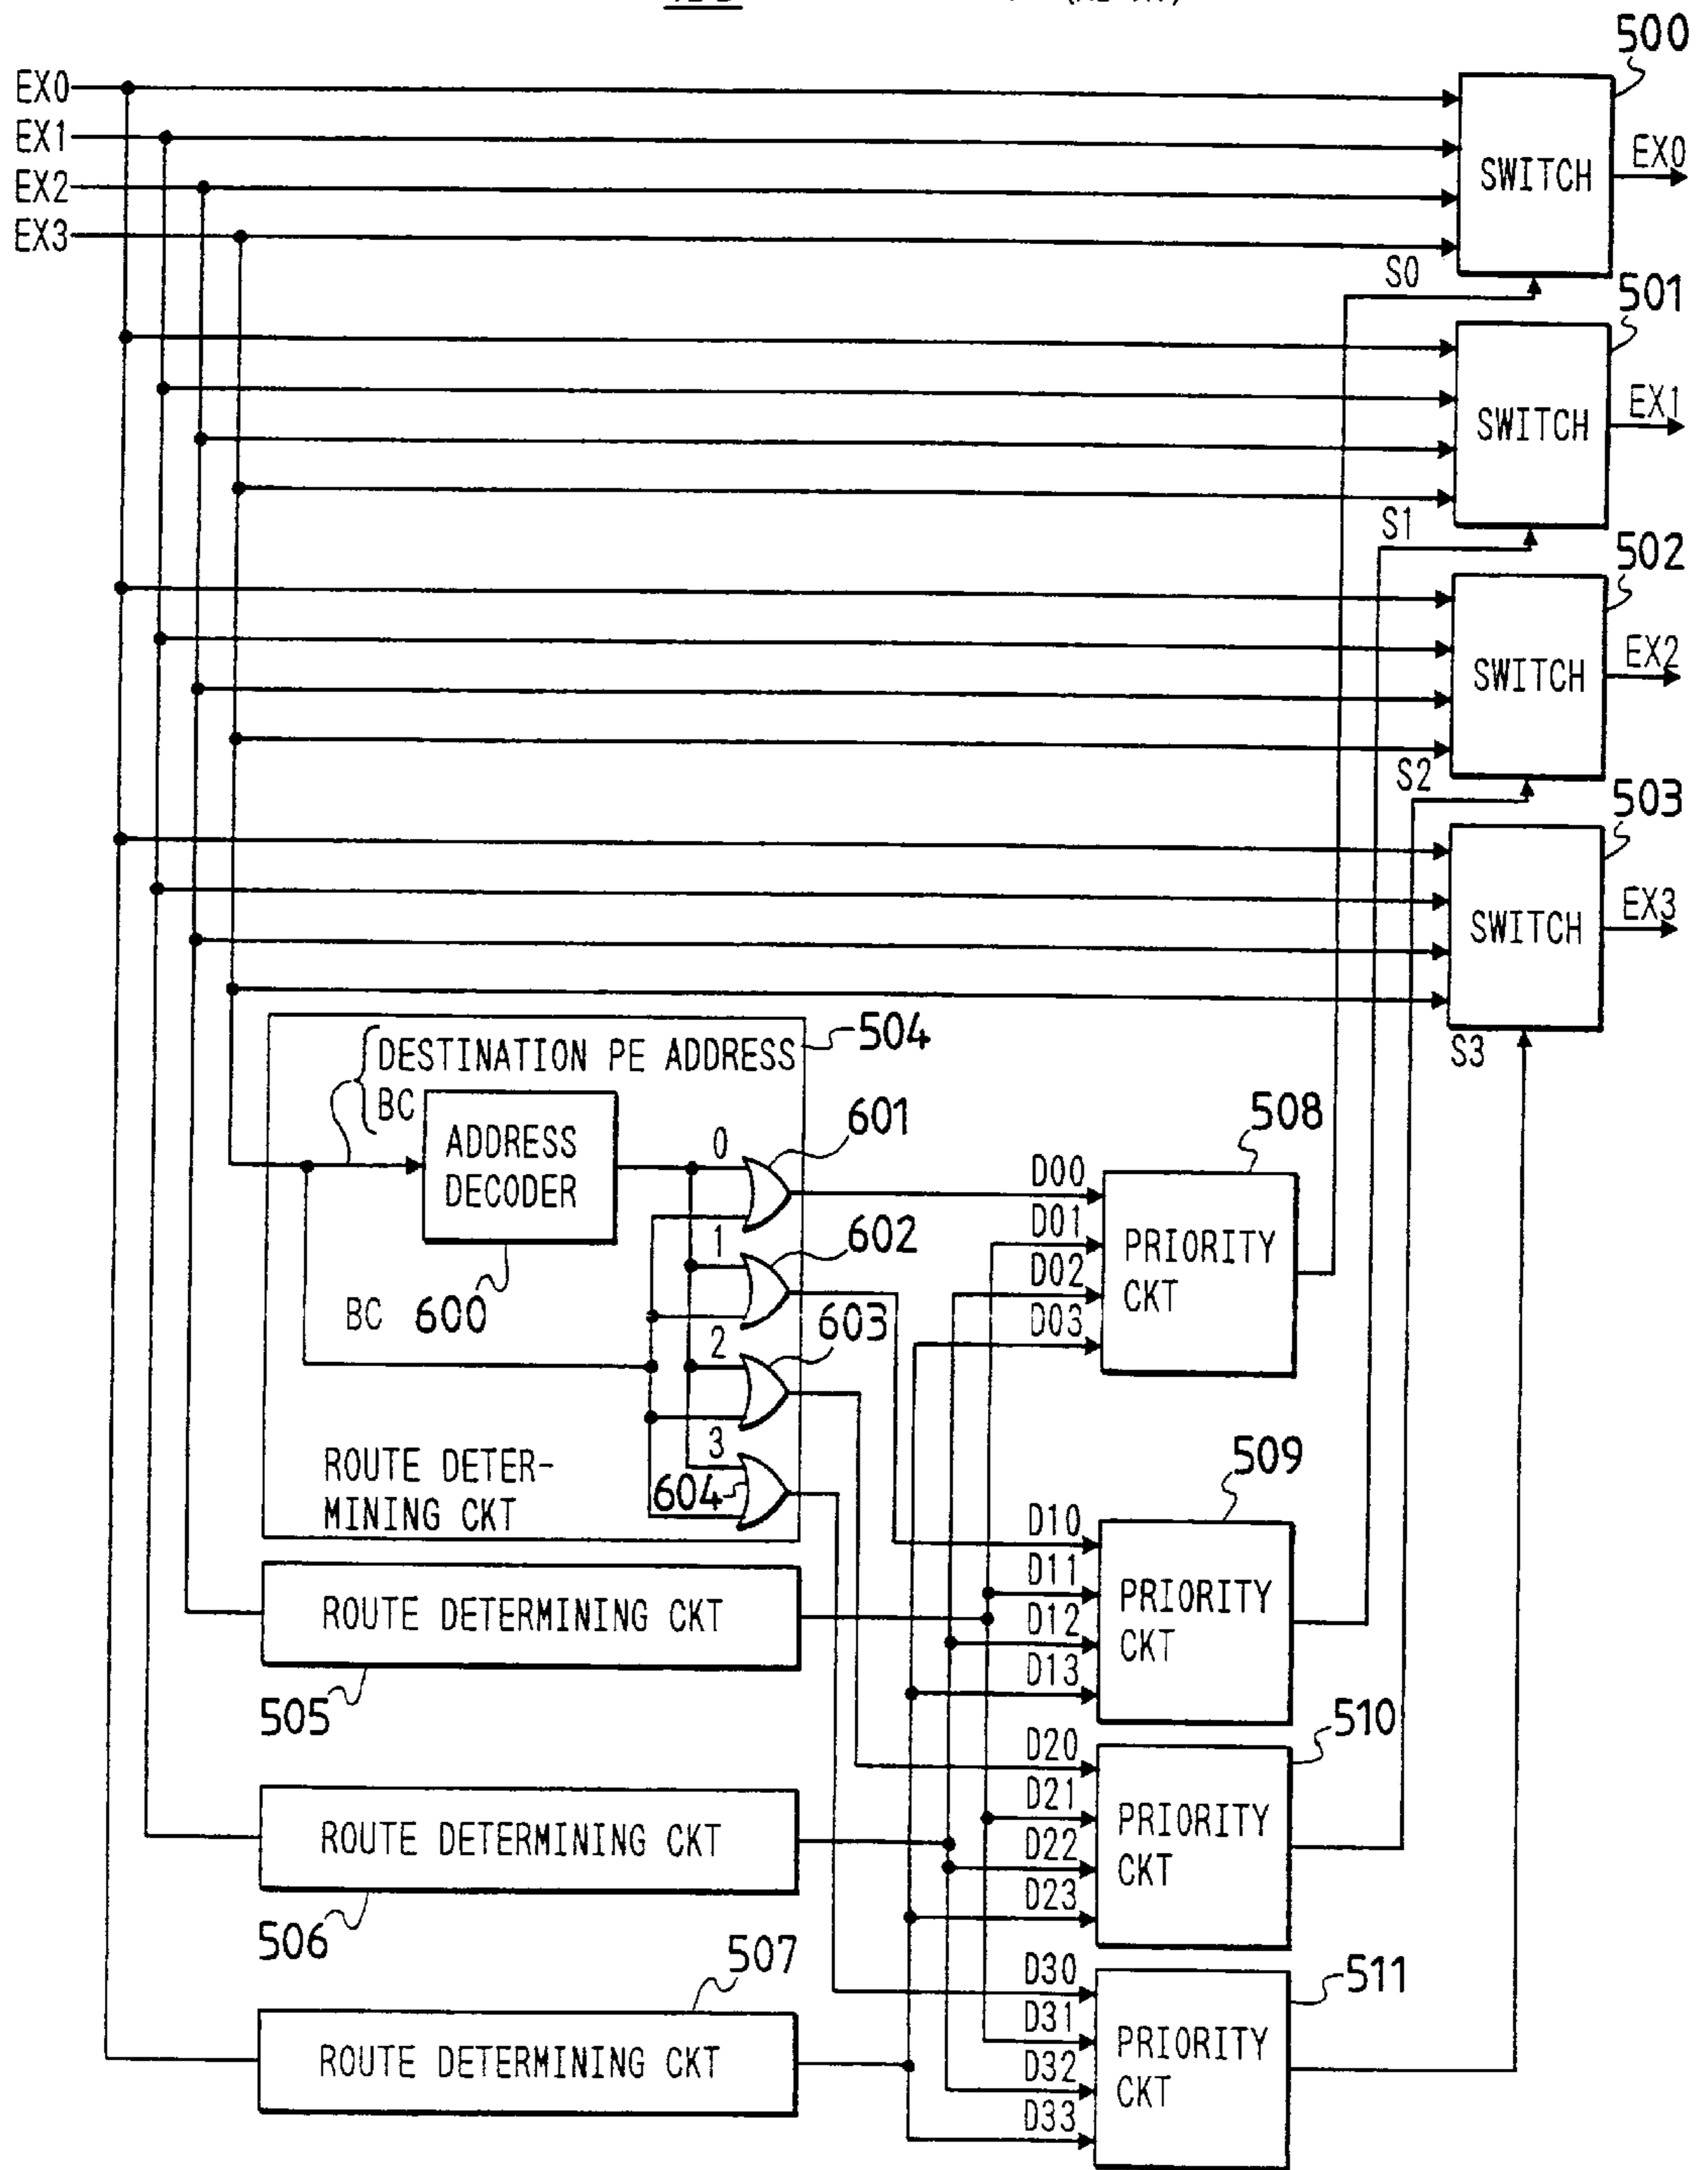 500
EX0
EX1
EX2
EX3
SWITCH
EX0
S0
501
SWITCH
EX1
S1
502
SWITCH
EX2
S2
503
SWITCH
EX3
S3
504
DESTINATION PE ADDRESS
BC
ADDRESS
DECODER
600
BC
0
601
1
602
2
603
3
604
ROUTE DETER-
MINING CKT
508
D00
D01
D02
D03
PRIORITY
CKT
509
D10
D11
D12
D13
PRIORITY
CKT
ROUTE DETERMINING CKT
505
510
D20
D21
D22
D23
PRIORITY
CKT
ROUTE DETERMINING CKT
506
507
511
D30
D31
D32
D33
PRIORITY
CKT
ROUTE DETERMINING CKT